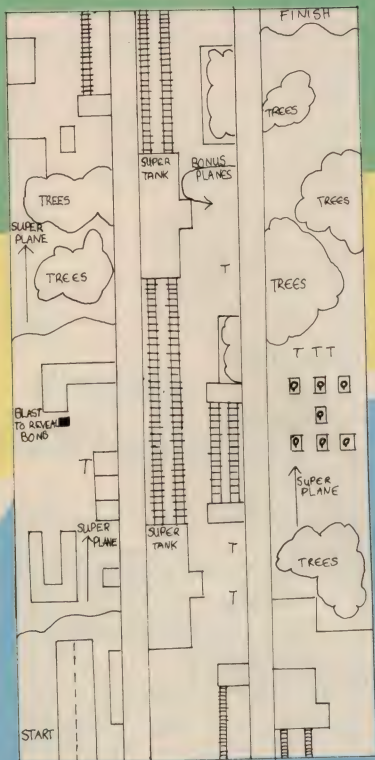 TREES
SUPER
PLANE
TREES
BLAST
TO REVEAL
T
SUPER
PLANE
START
SUPER
TANK
BONUS
PLANES
T
SUPER
TANK
T
T
FINISH
TREES
TREES
TREES
T T T
SUPER
PLANE
TREES